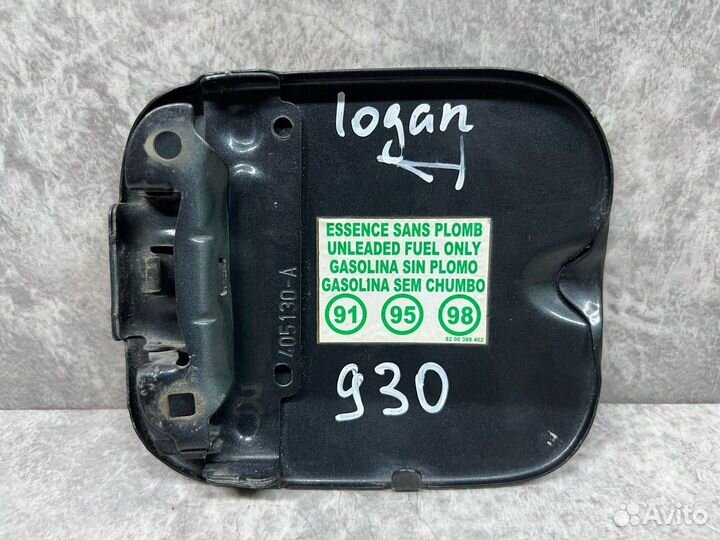 logan
ESSENCE SANS PLOMB
UNLEADED FUEL ONLY
GASOLINA SIN PLOMO
GASOLINA SEM CHUMBO
91 95 98
82 00 389 402
405130-A
930
Avito